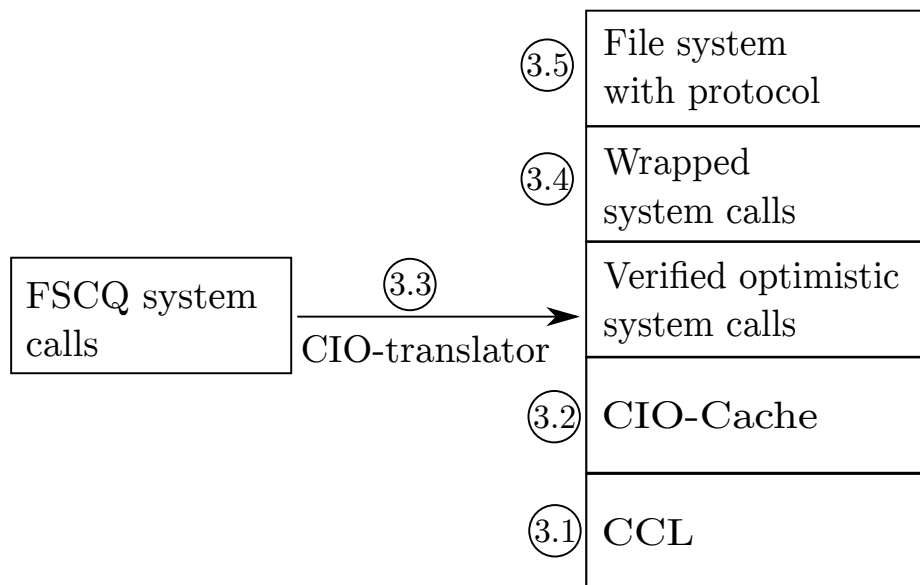 3.5
File system
with protocol
3.4
Wrapped
system calls
FSCQ system
calls
3.3
CIO-translator
Verified optimistic
system calls
3.2
CIO-Cache
3.1
CCL